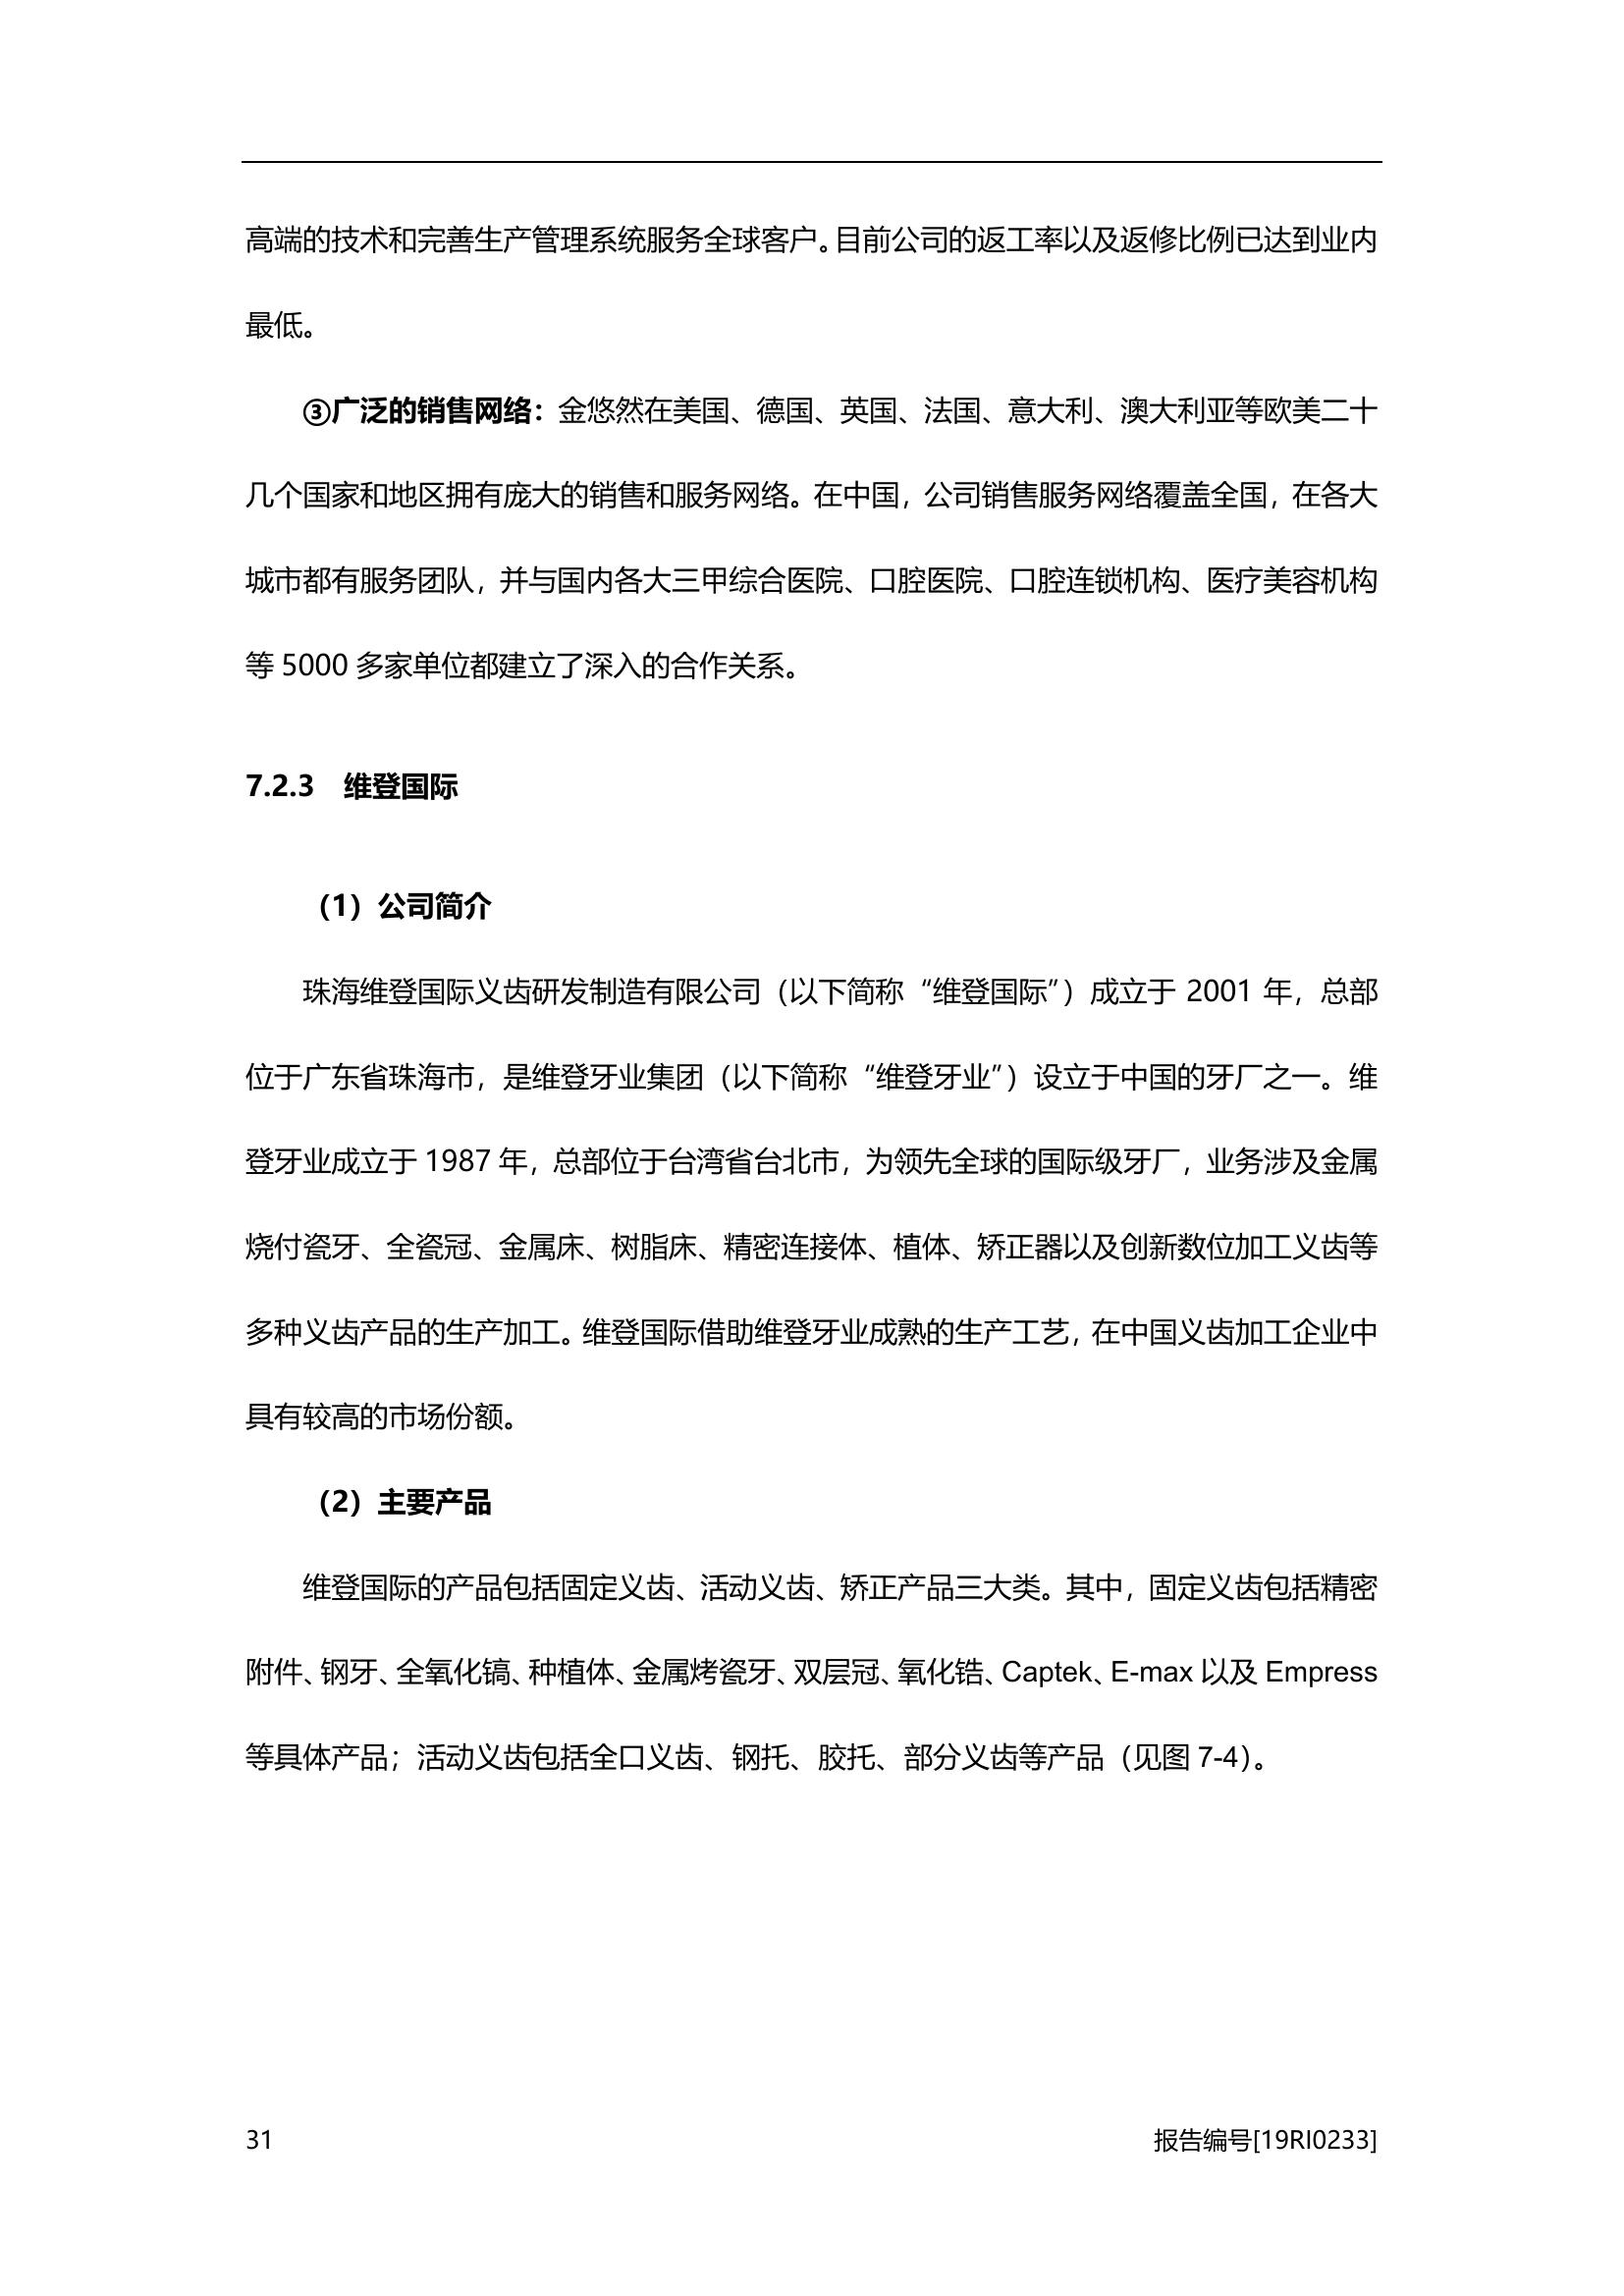 高端的技术和完善生产管理系统服务全球客户。目前公司的返工率以及返修比例已达到业内
最低。
③广泛的销售网络：金悠然在美国、德国、英国、法国、意大利、澳大利亚等欧美二十
几个国家和地区拥有庞大的销售和服务网络。在中国，公司销售服务网络覆盖全国，在各大
城市都有服务团队，并与国内各大三甲综合医院、口腔医院、口腔连锁机构、医疗美容机构
等 5000 多家单位都建立了深入的合作关系。
7.2.3 维登国际
（1）公司简介
珠海维登国际义齿研发制造有限公司（以下简称“维登国际”）成立于 2001 年，总部
位于广东省珠海市，是维登牙业集团（以下简称“维登牙业”）设立于中国的牙厂之一。维
登牙业成立于 1987 年，总部位于台湾省台北市，为领先全球的国际级牙厂，业务涉及金属
烧付瓷牙、全瓷冠、金属床、树脂床、精密连接体、植体、矫正器以及创新数位加工义齿等
多种义齿产品的生产加工。维登国际借助维登牙业成熟的生产工艺，在中国义齿加工企业中
具有较高的市场份额。
（2）主要产品
维登国际的产品包括固定义齿、活动义齿、矫正产品三大类。其中，固定义齿包括精密
附件、钢牙、全氧化镐、种植体、金属烤瓷牙、双层冠、氧化锆、Captek、E-max 以及 Empress
等具体产品；活动义齿包括全口义齿、钢托、胶托、部分义齿等产品（见图 7-4）。
31 报告编号[19RI0233]